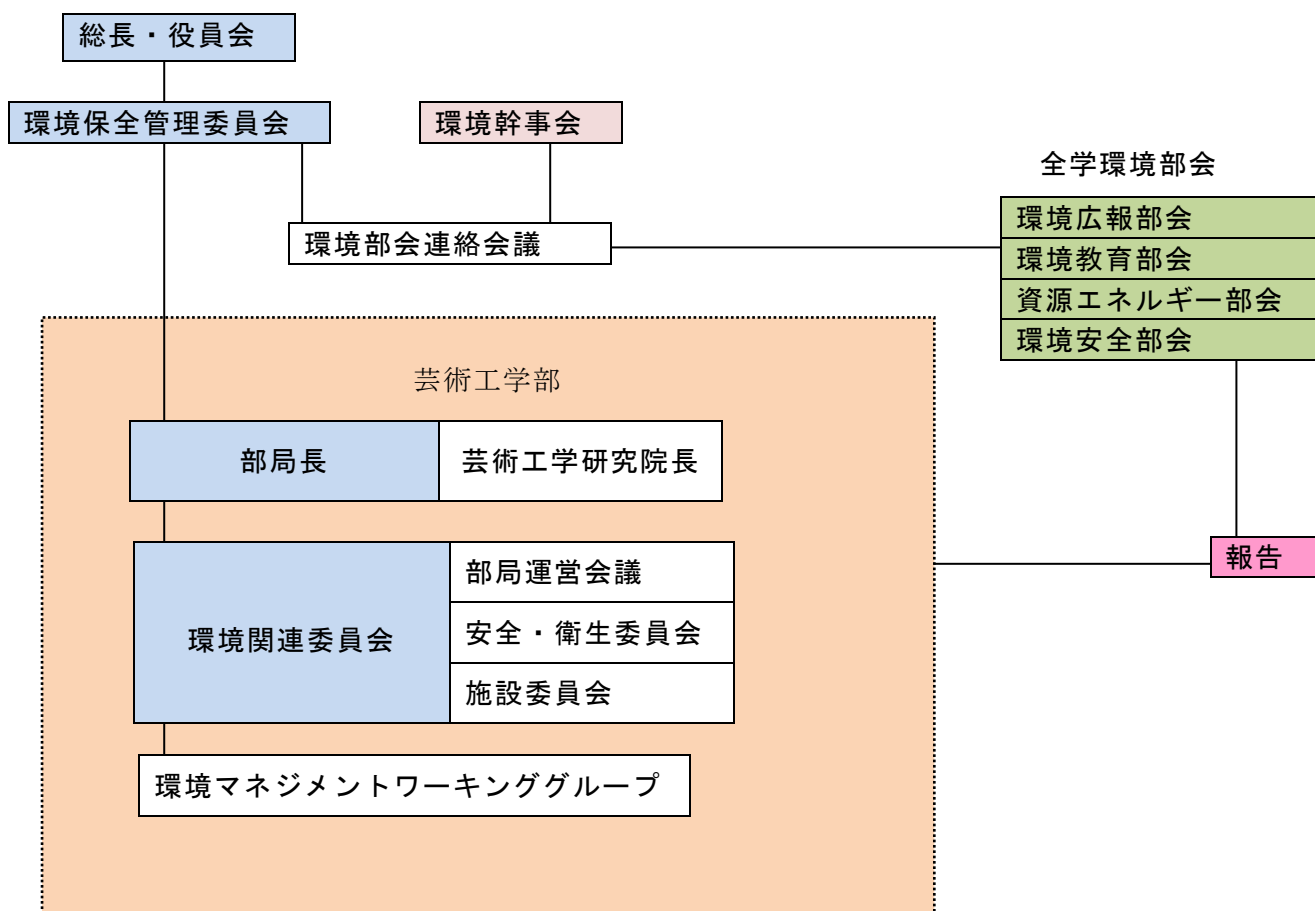 総長・役員会
環境保全管理委員会
環境幹事会
全学環境部会
環境部会連絡会議
環境広報部会
環境教育部会
資源エネルギー部会
環境安全部会
芸術工学部
部局長
芸術工学研究院長
報告
環境関連委員会
部局運営会議
安全・衛生委員会
施設委員会
環境マネジメントワーキンググループ